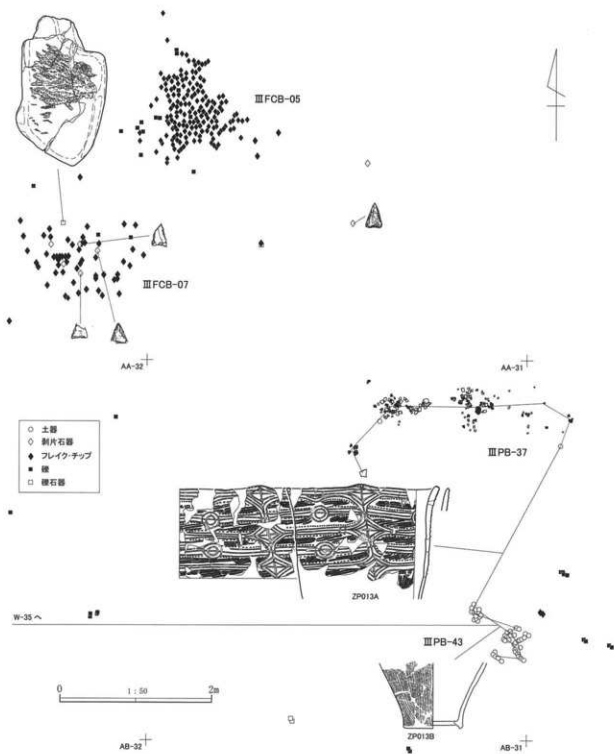 ⅢFCB-05
ⅢFCB-07
AA-32
AA-31
○ 土器
◇ 剥片石器
◆ フレイク・チップ
■ 礫
□ 礫石器
ⅢPB-37
ZP013A
W-35 へ
ⅢPB-43
0 1:50 2m
ZP013B
AB-32
AB-31